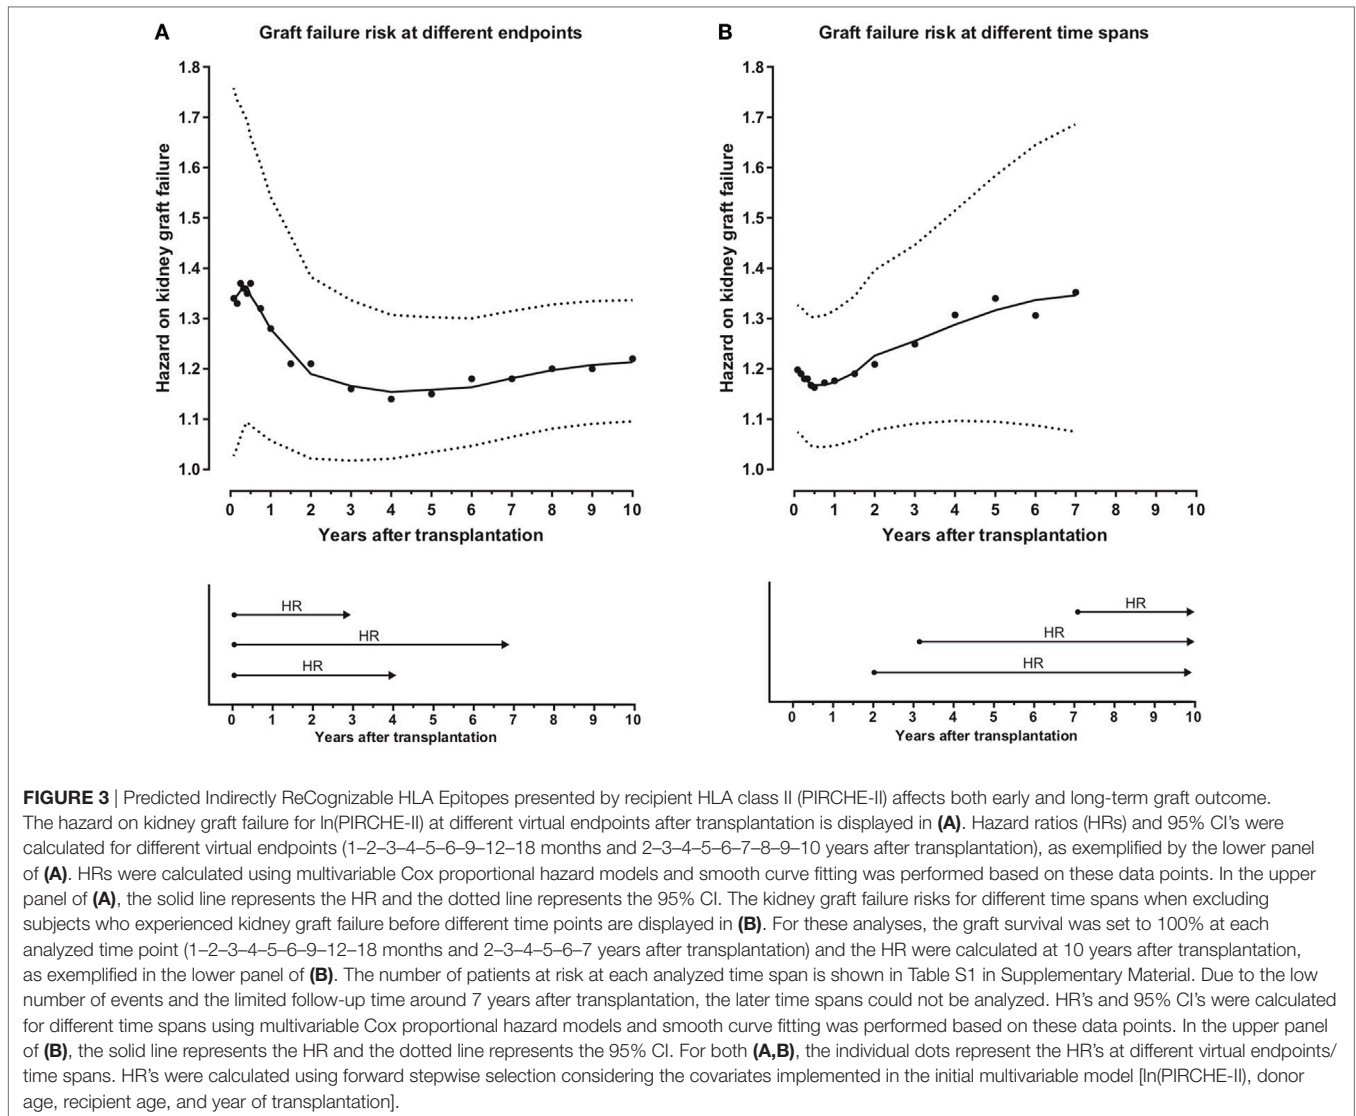 A Graft failure risk at different endpoints
1.8
1.7
1.6
1.5
1.4
1.3
1.2
1.1
1.0
Hazard on kidney graft failure
0 1 2 3 4 5 6 7 8 9 10
Years after transplantation
B Graft failure risk at different time spans
1.8
1.7
1.6
1.5
1.4
1.3
1.2
1.1
1.0
Hazard on kidney graft failure
0 1 2 3 4 5 6 7 8 9 10
Years after transplantation
HR
HR
HR
0 1 2 3 4 5 6 7 8 9 10
Years after transplantation
HR
HR
HR
0 1 2 3 4 5 6 7 8 9 10
Years after transplantation
FIGURE 3 | Predicted Indirectly ReCognizable HLA Epitopes presented by recipient HLA class II (PIRCHE-II) affects both early and long-term graft outcome.
The hazard on kidney graft failure for ln(PIRCHE-II) at different virtual endpoints after transplantation is displayed in (A). Hazard ratios (HRs) and 95% CI's were
calculated for different virtual endpoints (1–2–3–4–5–6–9–12–18 months and 2–3–4–5–6–7–8–9–10 years after transplantation), as exemplified by the lower panel
of (A). HRs were calculated using multivariable Cox proportional hazard models and smooth curve fitting was performed based on these data points. In the upper
panel of (A), the solid line represents the HR and the dotted line represents the 95% CI. The kidney graft failure risks for different time spans when excluding
subjects who experienced kidney graft failure before different time points are displayed in (B). For these analyses, the graft survival was set to 100% at each
analyzed time point (1–2–3–4–5–6–9–12–18 months and 2–3–4–5–6–7 years after transplantation) and the HR were calculated at 10 years after transplantation,
as exemplified in the lower panel of (B). The number of patients at risk at each analyzed time span is shown in Table S1 in Supplementary Material. Due to the low
number of events and the limited follow-up time around 7 years after transplantation, the later time spans could not be analyzed. HR's and 95% CI's were calculated
for different time spans using multivariable Cox proportional hazard models and smooth curve fitting was performed based on these data points. In the upper panel
of (B), the solid line represents the HR and the dotted line represents the 95% CI. For both (A,B), the individual dots represent the HR's at different virtual endpoints/
time spans. HR's were calculated using forward stepwise selection considering the covariates implemented in the initial multivariable model [ln(PIRCHE-II), donor
age, recipient age, and year of transplantation].